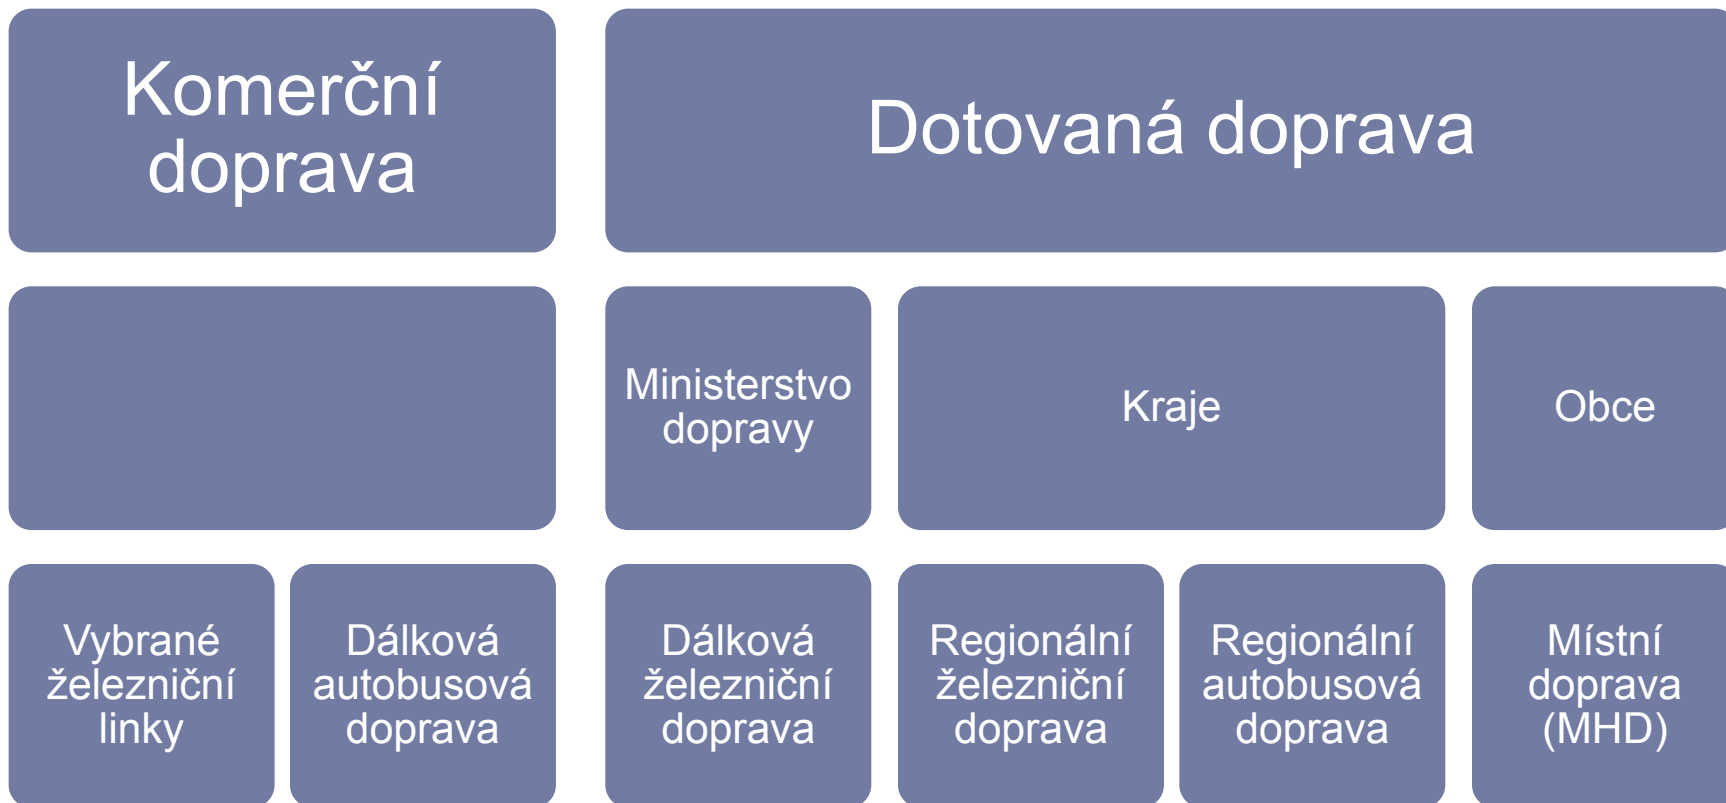 Komerční
doprava
Dotovaná doprava
Ministerstvo
dopravy
Kraje
Obce
Vybrané
železniční
linky
Dálková
autobusová
doprava
Dálková
železniční
doprava
Regionální
železniční
doprava
Regionální
autobusová
doprava
Místní
doprava
(MHD)